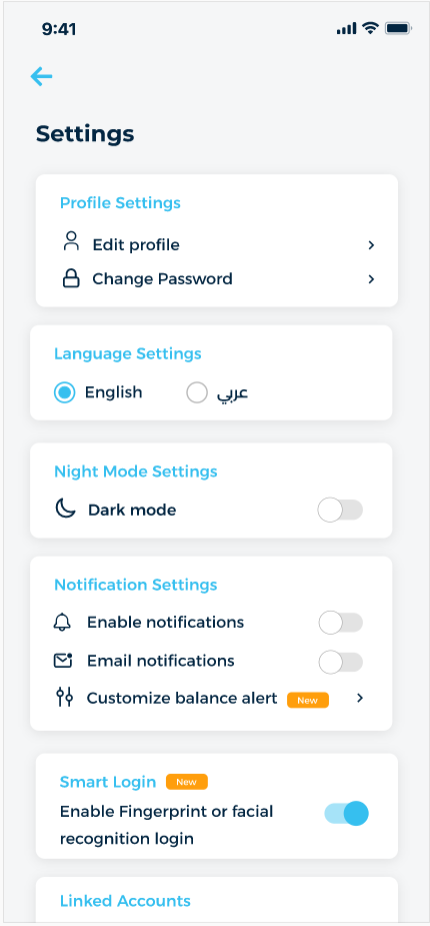 9:41
Settings
Profile Settings
Edit profile
Change Password
Language Settings
English عربي
Night Mode Settings
Dark mode
Notification Settings
Enable notifications
Email notifications
Customize balance alert New
Smart Login New
Enable Fingerprint or facial
recognition login
Linked Accounts